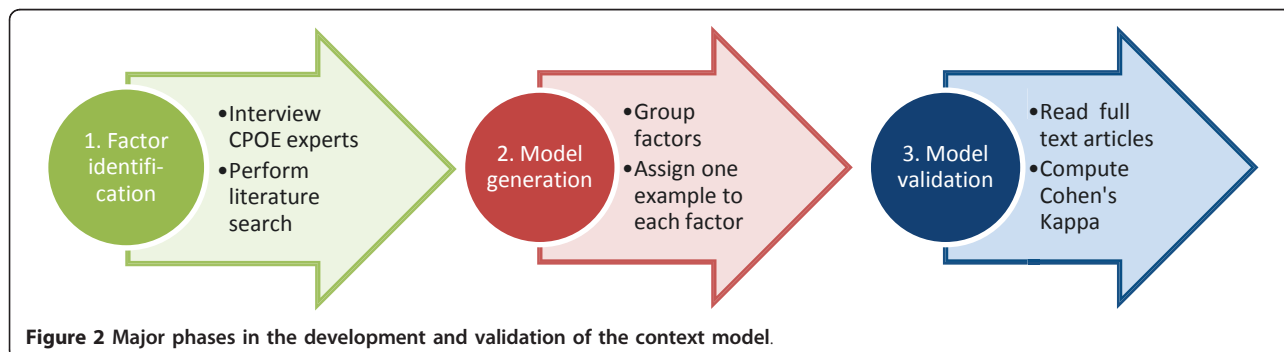 1. Factor
identifi-
cation
•Interview
CPOE experts
•Perform
literature
search
2. Model
generation
•Group
factors
•Assign one
example to
each factor
3. Model
validation
•Read full
text articles
•Compute
Cohen's
Kappa
Figure 2 Major phases in the development and validation of the context model.